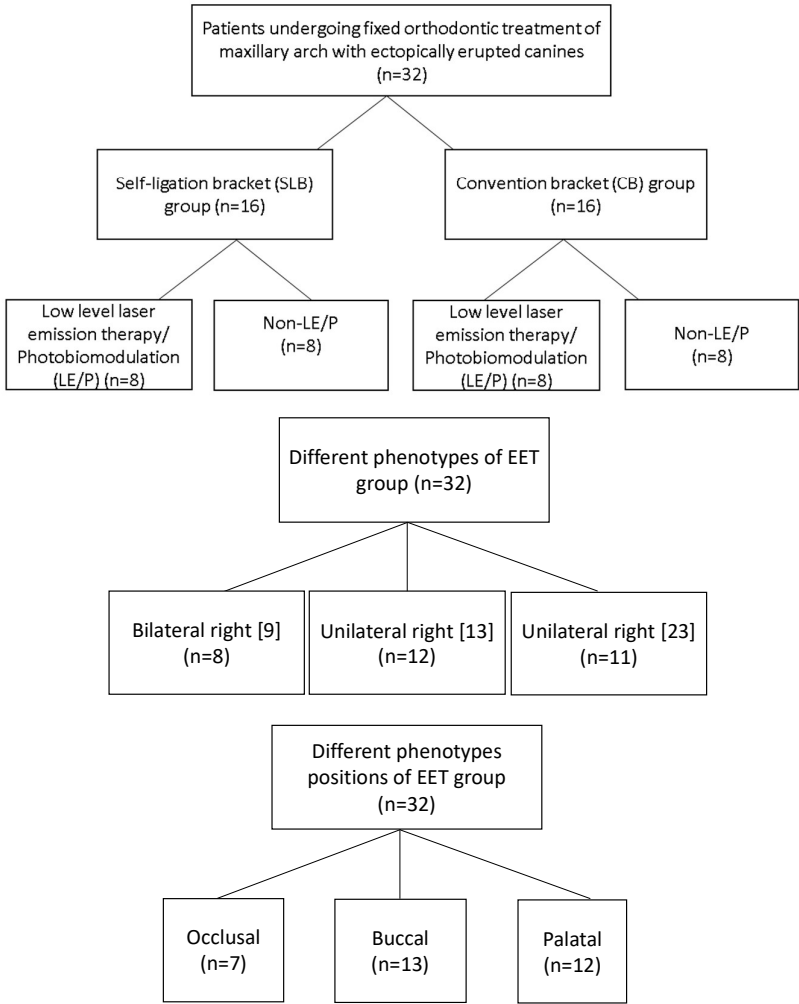 Patients undergoing fixed orthodontic treatment of
maxillary arch with ectopically erupted canines
(n=32)
Self-ligation bracket (SLB)
group (n=16)
Convention bracket (CB) group
(n=16)
Low level laser
emission therapy/
Photobiomodulation
(LE/P) (n=8)
Non-LE/P
(n=8)
Low level laser
emission therapy/
Photobiomodulation
(LE/P) (n=8)
Non-LE/P
(n=8)
Different phenotypes of EET
group (n=32)
Bilateral right [9]
(n=8)
Unilateral right [13]
(n=12)
Unilateral right [23]
(n=11)
Different phenotypes
positions of EET group
(n=32)
Occlusal
(n=7)
Buccal
(n=13)
Palatal
(n=12)